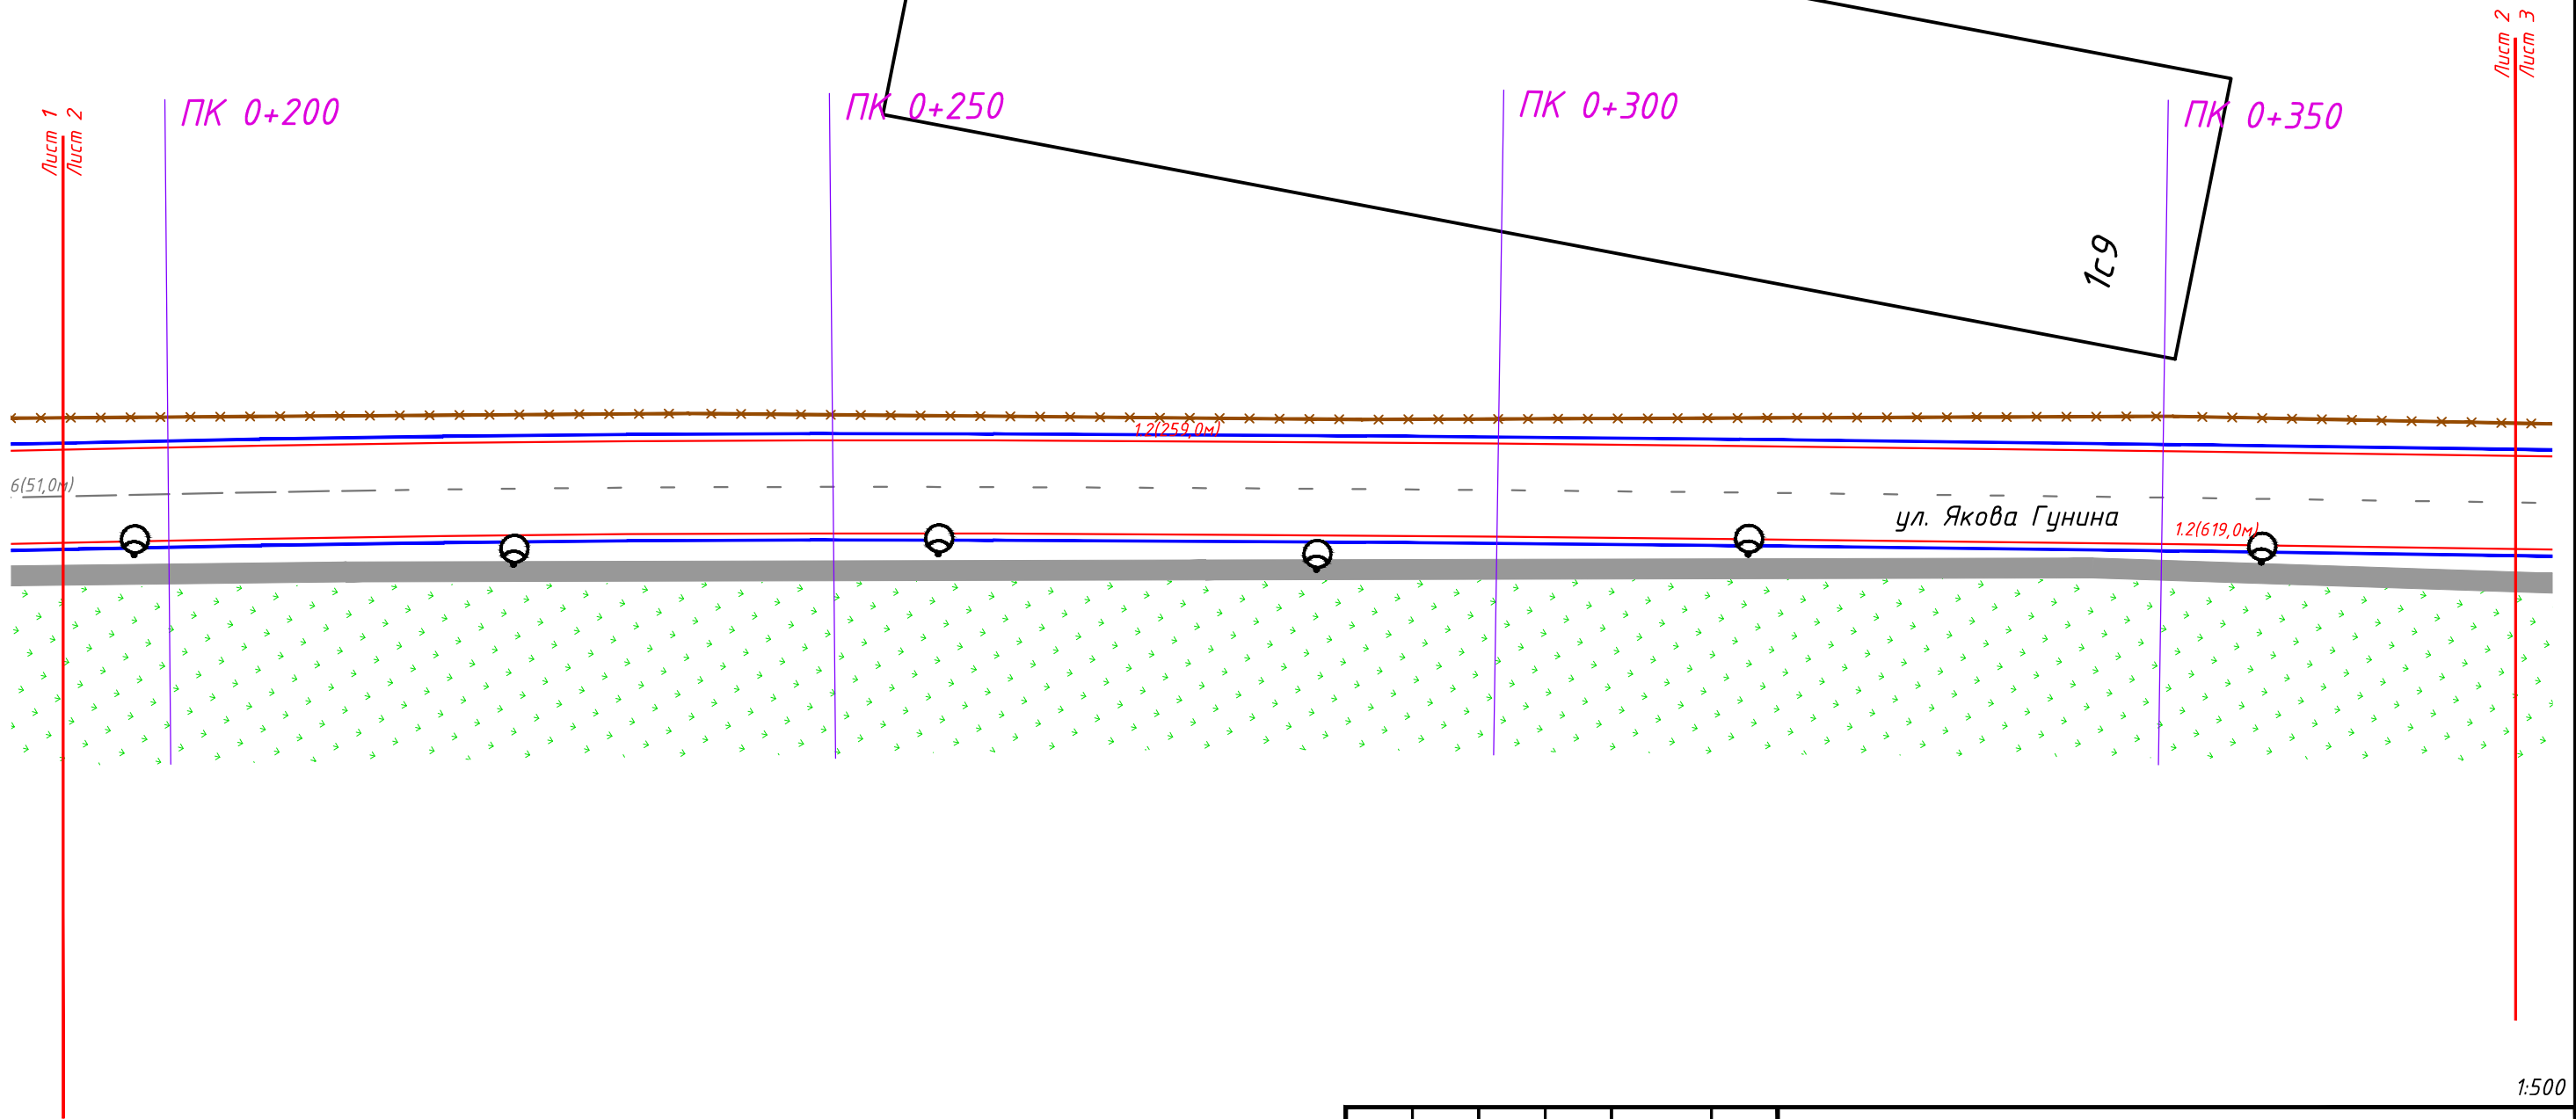 Лист 1
Лист 2
ПК 0+200
ПК 0+250
ПК 0+300
ПК 0+350
Лист 2
Лист 3
1с9
1.2(259,0м)
6(51,0м)
ул. Якова Гунина
1.2(619,0м)
1:500